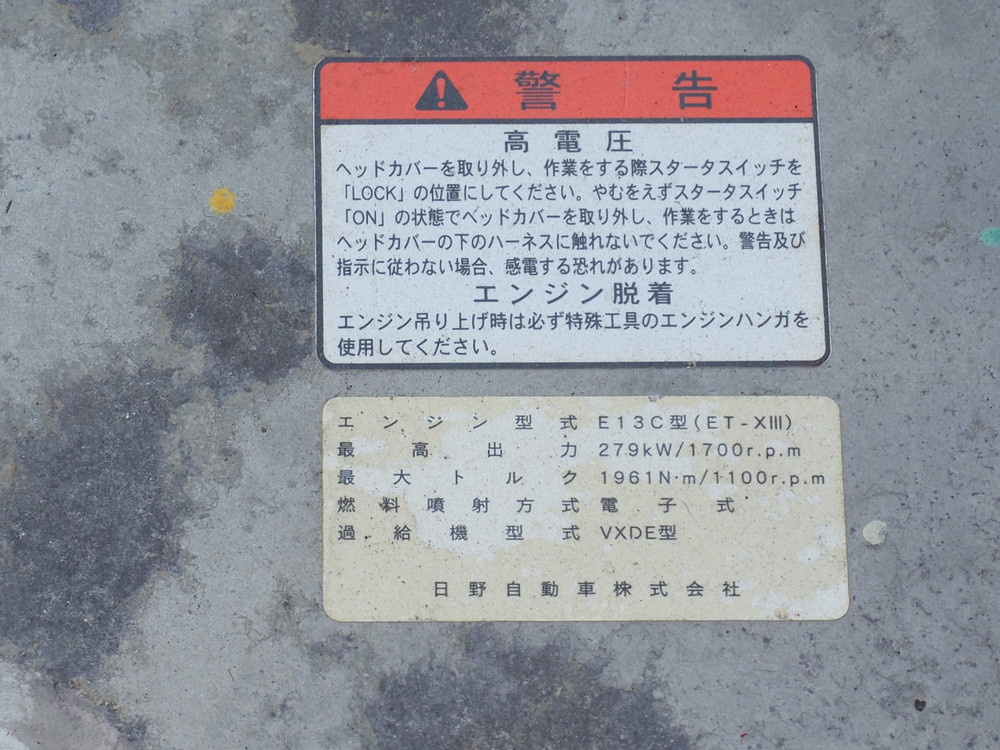 警告
高電圧
ヘッドカバーを取り外し、作業をする際スタータスイッチを
「LOCK」の位置にしてください。やむをえずスタータスイッチ
「ON」の状態でヘッドカバーを取り外し、作業をするときは
ヘッドカバーの下のハーネスに触れないでください。警告及び
指示に従わない場合、感電する恐れがあります。
エンジン脱着
エンジン吊り上げ時は必ず特殊工具のエンジンハンガを
使用してください。
エンジン型式 E13C型(ET-XIII)
最高出力 279kW/1700r.p.m
最大トルク 1961N·m/1100r.p.m
燃料噴射方式 電子式
過給機型式 VXDE型
日野自動車株式会社